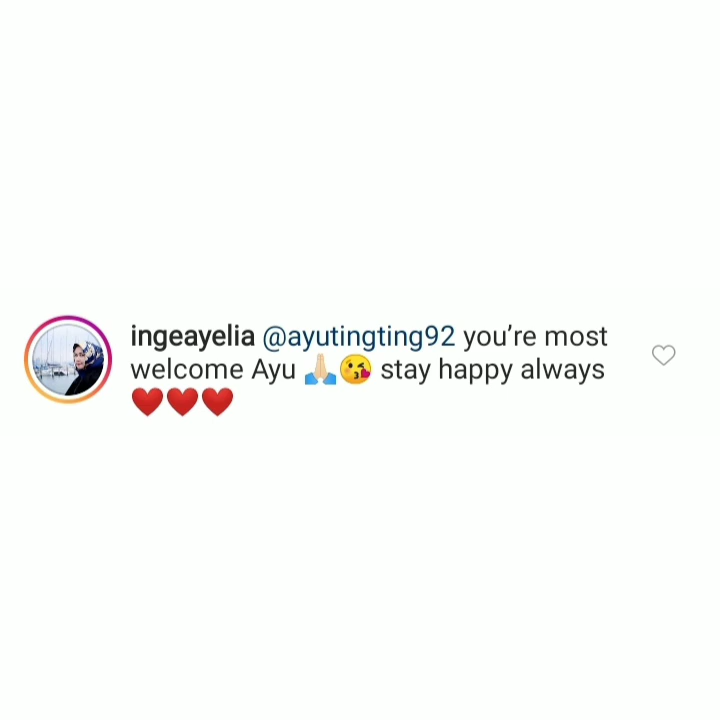 ingeayelia @ayutingting92 you’re most
welcome Ayu 🙏🏼😘 stay happy always
❤️❤️❤️